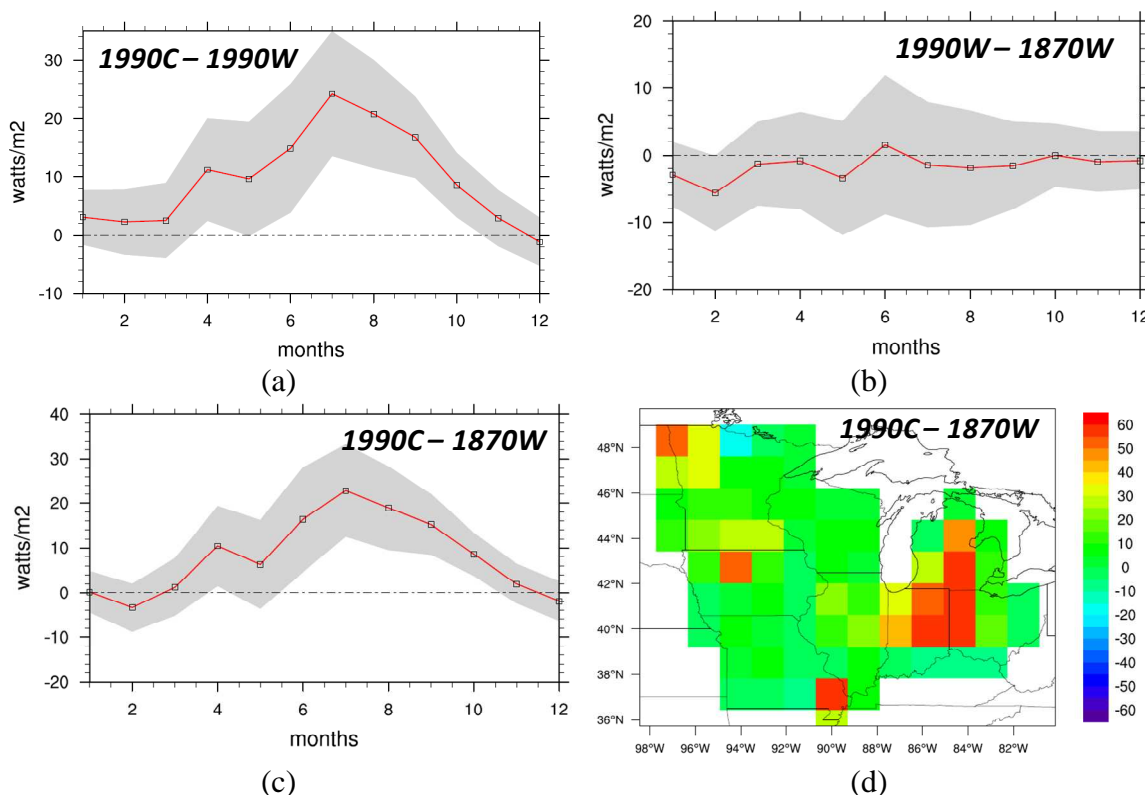 1990C – 1990W
30
20
10
0
-10
watts/m2
2 4 6 8 10 12
months
(a)
1990W – 1870W
20
10
0
-10
-20
watts/m2
2 4 6 8 10 12
months
(b)
1990C – 1870W
40
30
20
10
0
-10
-20
watts/m2
2 4 6 8 10 12
months
(c)
1990C – 1870W
48°N
46°N
44°N
42°N
40°N
38°N
36°N
98°W 96°W 94°W 92°W 90°W 88°W 86°W 84°W 82°W
60
50
40
30
20
10
0
-10
-20
-30
-40
-50
-60
(d)